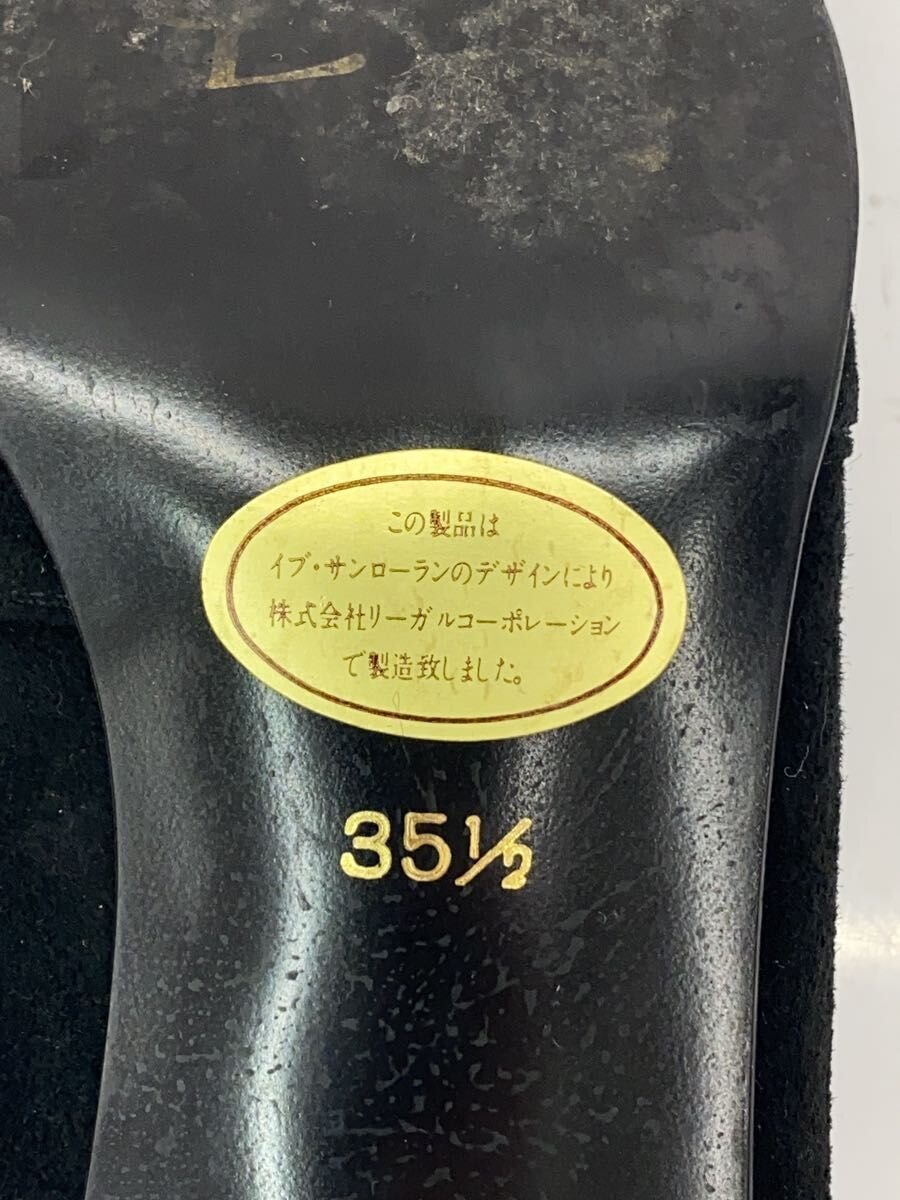 この製品は
イブ・サンローランのデザインにより
株式会社リーガルコーポレーション
で製造致しました。
35½